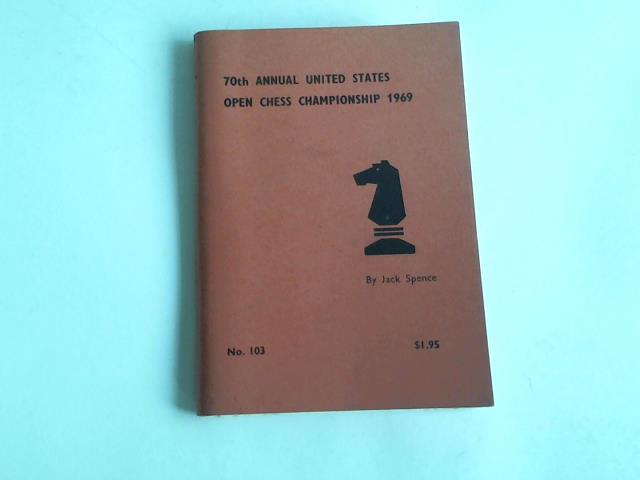 70th ANNUAL UNITED STATES
OPEN CHESS CHAMPIONSHIP 1969
By Jack Spence
No. 103
$1.95